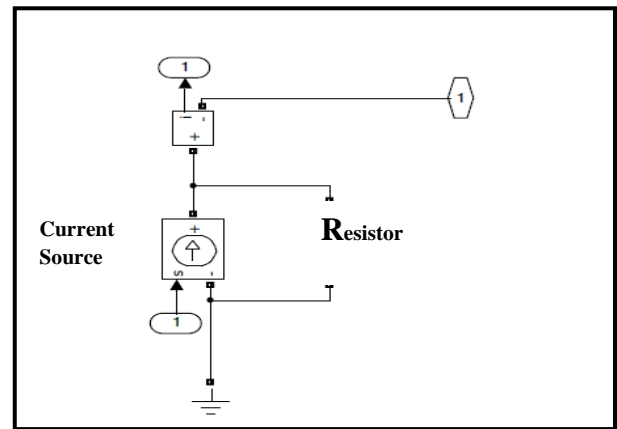 1
1
i -
+
Current
Source
Resistor
+
s -
1